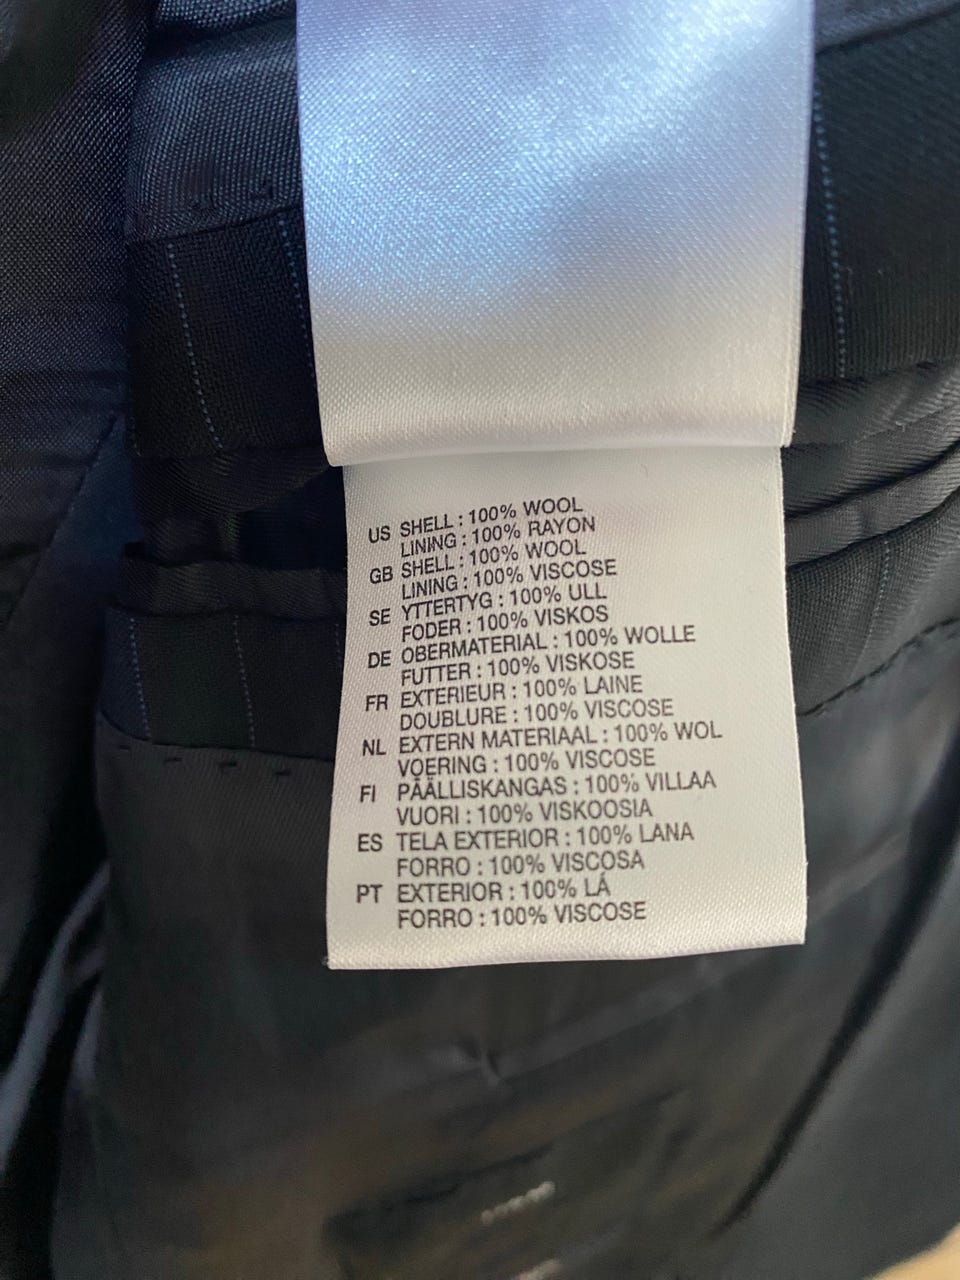 US SHELL : 100% WOOL
LINING : 100% RAYON
GB SHELL : 100% WOOL
LINING : 100% VISCOSE
SE YTTERTYG : 100% ULL
FODER : 100% VISKOS
DE OBERMATERIAL : 100% WOLLE
FUTTER : 100% VISKOSE
FR EXTERIEUR : 100% LAINE
DOUBLURE : 100% VISCOSE
NL EXTERN MATERIAAL : 100% WOL
VOERING : 100% VISCOSE
FI PÄÄLLISKANGAS : 100% VILLAA
VUORI : 100% VISKOOSIA
ES TELA EXTERIOR : 100% LANA
FORRO : 100% VISCOSA
PT EXTERIOR : 100% LÁ
FORRO : 100% VISCOSE